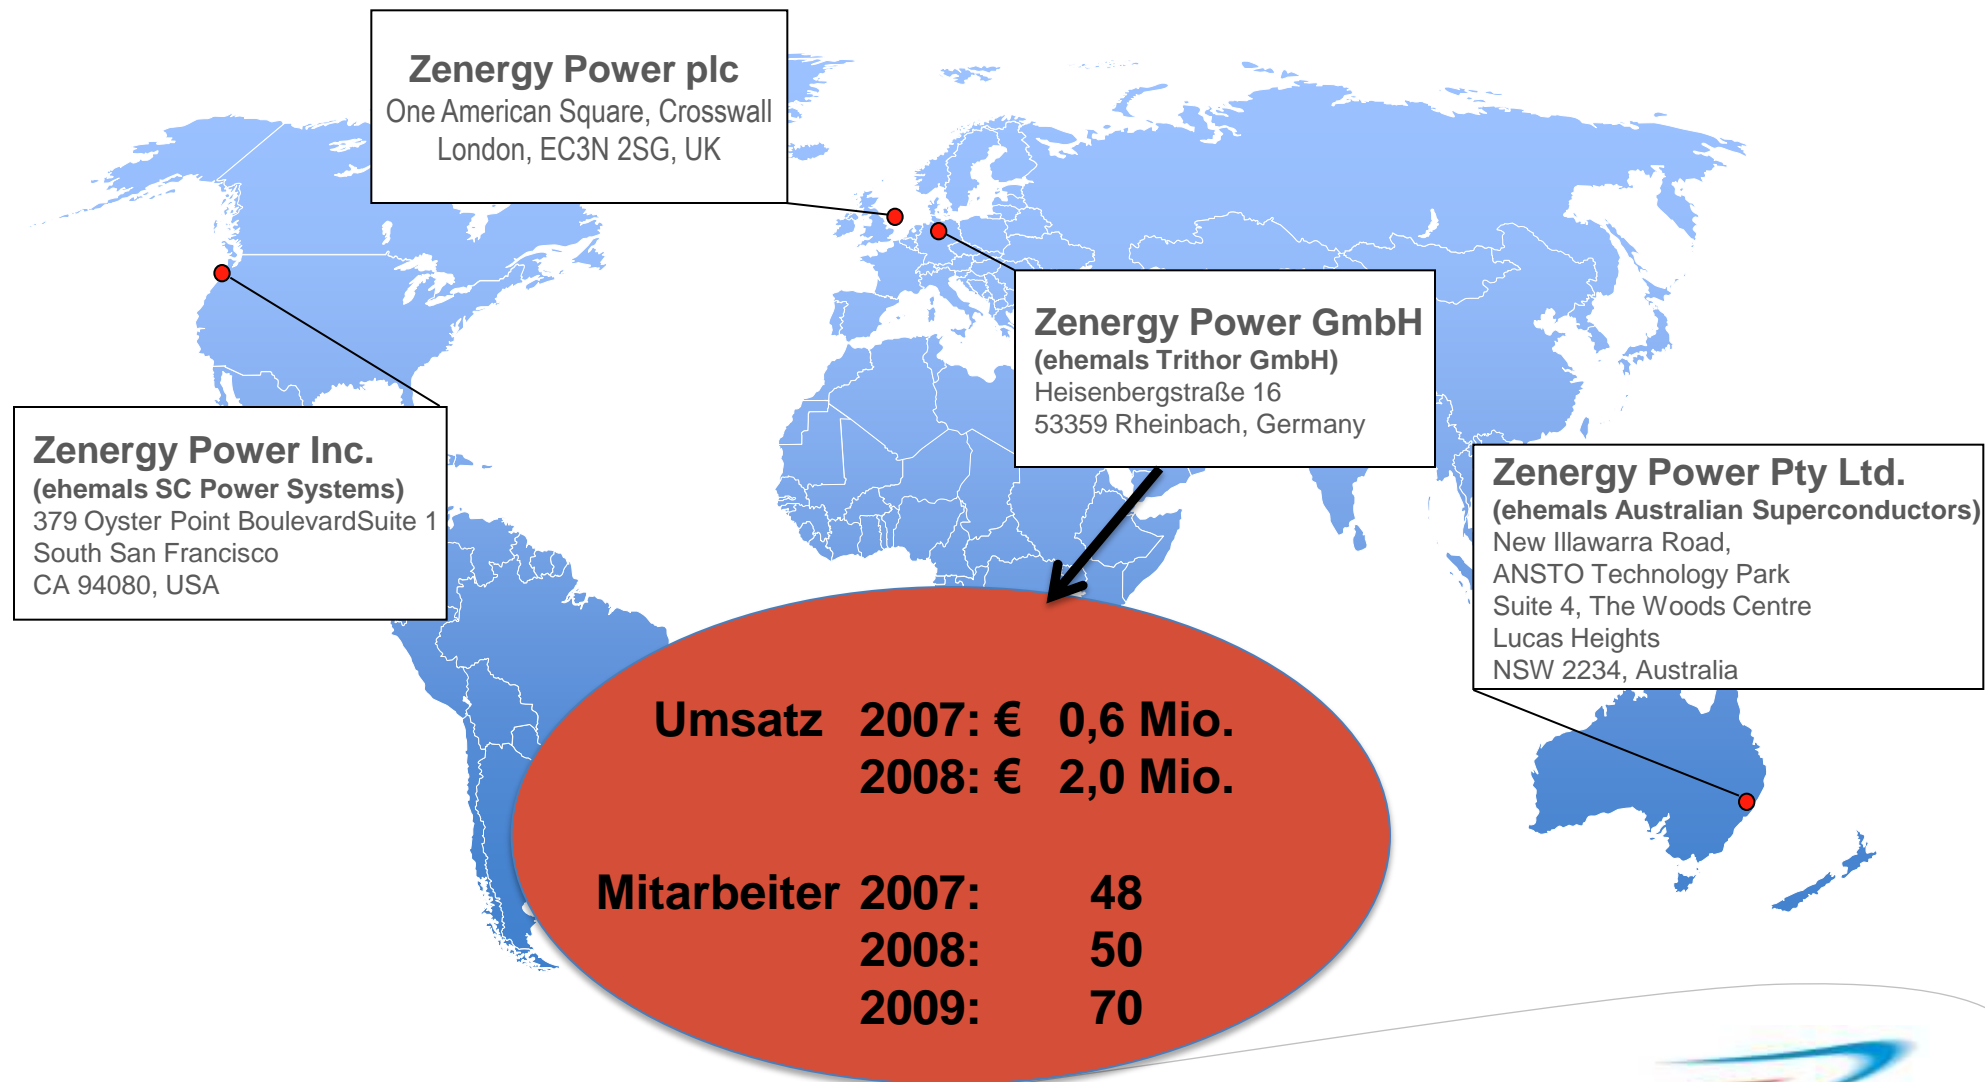 Zenergy Power plc
One American Square, Crosswall
London, EC3N 2SG, UK
Zenergy Power GmbH
(ehemals Trithor GmbH)
Heisenbergstraße 16
53359 Rheinbach, Germany
Zenergy Power Inc.
(ehemals SC Power Systems)
379 Oyster Point BoulevardSuite 1
South San Francisco
CA 94080, USA
Zenergy Power Pty Ltd.
(ehemals Australian Superconductors)
New Illawarra Road,
ANSTO Technology Park
Suite 4, The Woods Centre
Lucas Heights
NSW 2234, Australia
Umsatz 2007: € 0,6 Mio.
2008: € 2,0 Mio.
Mitarbeiter 2007: 48
2008: 50
2009: 70